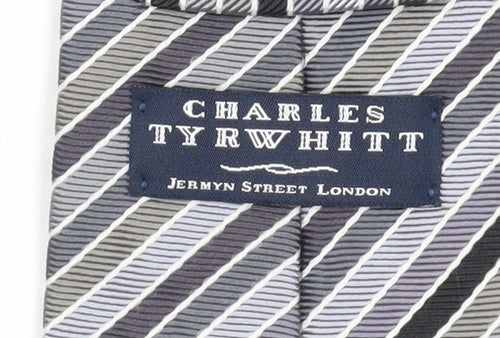 CHARLES
TYRWHITT
JERMYN STREET LONDON